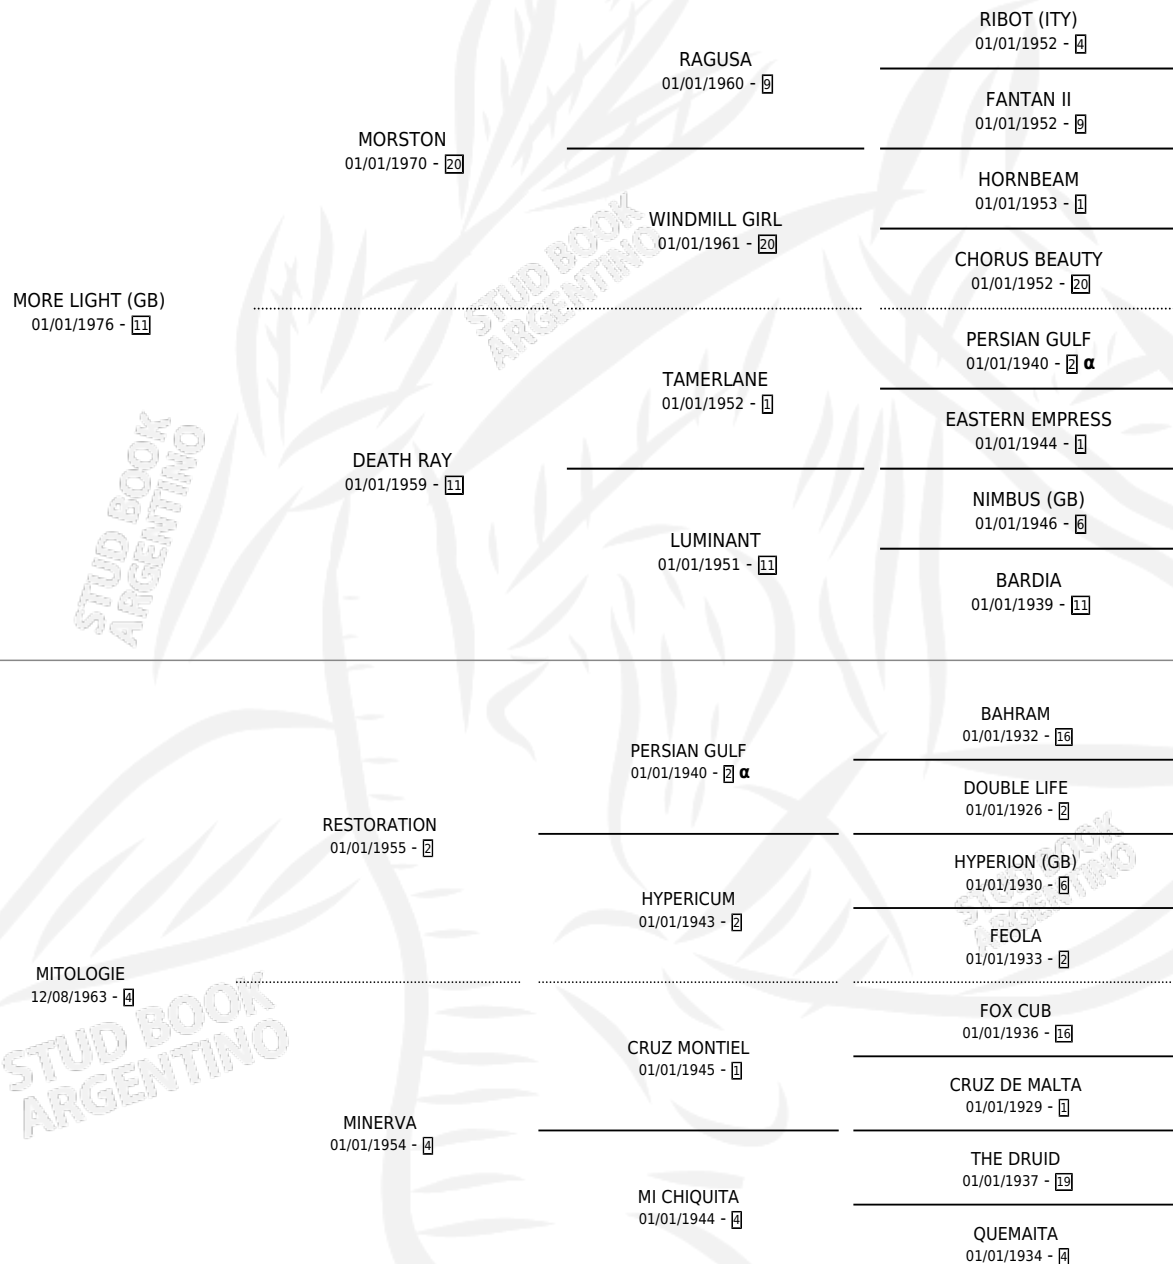 RIBOT (ITY)
01/01/1952 - 4
RAGUSA
01/01/1960 - 9
FANTAN II
01/01/1952 - 9
MORSTON
01/01/1970 - 20
HORNBEAM
01/01/1953 - 1
WINDMILL GIRL
01/01/1961 - 20
CHORUS BEAUTY
01/01/1952 - 20
MORE LIGHT (GB)
01/01/1976 - 11
PERSIAN GULF
01/01/1940 - 2 α
TAMERLANE
01/01/1952 - 1
EASTERN EMPRESS
01/01/1944 - 1
DEATH RAY
01/01/1959 - 11
NIMBUS (GB)
01/01/1946 - 6
LUMINANT
01/01/1951 - 11
BARDIA
01/01/1939 - 11
BAHRAM
01/01/1932 - 16
PERSIAN GULF
01/01/1940 - 2 α
DOUBLE LIFE
01/01/1926 - 2
RESTORATION
01/01/1955 - 2
HYPERION (GB)
01/01/1930 - 6
HYPERICUM
01/01/1943 - 2
FEOLA
01/01/1933 - 2
MITOLOGIE
12/08/1963 - 4
FOX CUB
01/01/1936 - 16
CRUZ MONTIEL
01/01/1945 - 1
CRUZ DE MALTA
01/01/1929 - 1
MINERVA
01/01/1954 - 4
THE DRUID
01/01/1937 - 19
MI CHIQUITA
01/01/1944 - 4
QUEMAITA
01/01/1934 - 4
STUD BOOK
ARGENTINO
STUD BOOK
ARGENTINO
STUD BOOK
ARGENTINO
STUD BOOK
ARGENTINO